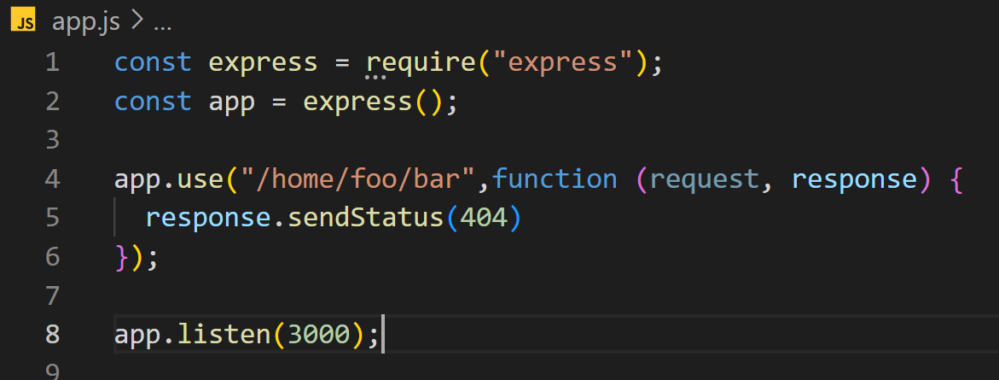 JS app.js > ...
1 const express = require("express");
2 const app = express();
3
4 app.use("/home/foo/bar",function (request, response) {
5   response.sendStatus(404)
6 });
7
8 app.listen(3000);
9